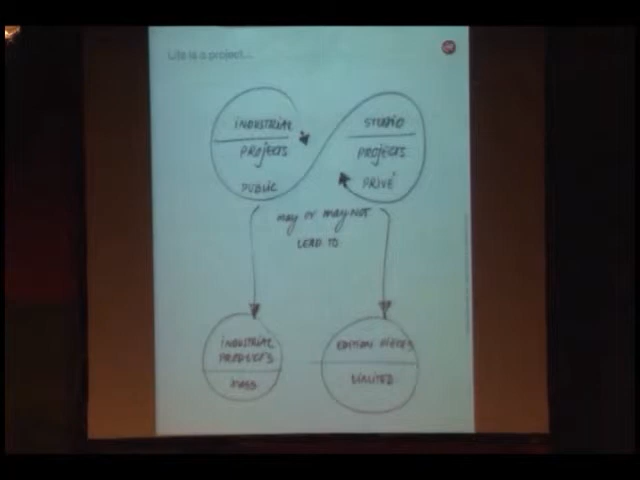 Life is a project...
INDUSTRIAL
PROJECTS
PUBLIC
STUDIO
PROJECTS
PRIVÉ
may or may not
LEAD TO
INDUSTRIAL
PRODUCTS
MASS
EDITION PIECES
LIMITED